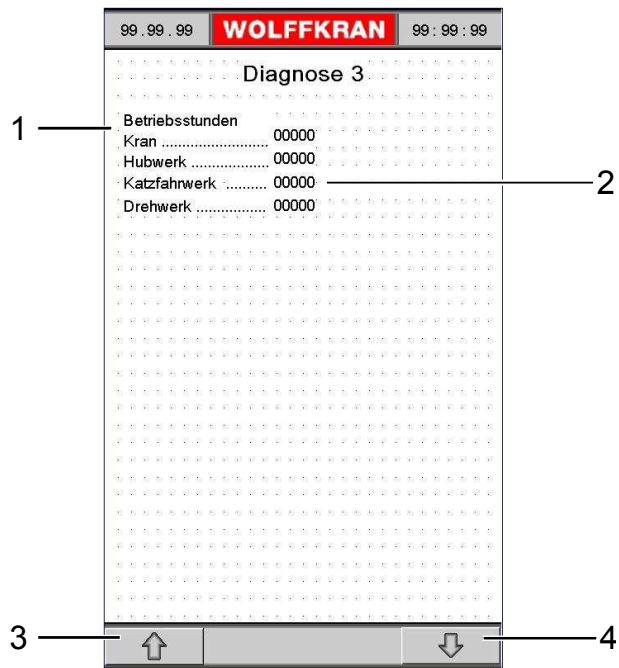 99.99.99 WOLFFKRAN 99:99:99
Diagnose 3
1
Betriebsstunden
Kran ........................ 00000
Hubwerk .................. 00000
Katzfahrwerk .......... 00000
2
Drehwerk ................. 00000
3
4